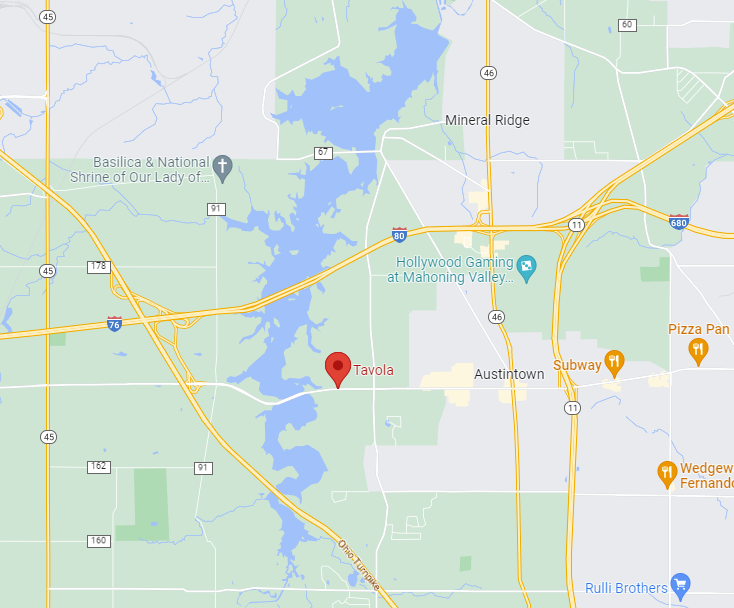 45
60
46
Mineral Ridge
67
Basilica & National
Shrine of Our Lady of...
91
11
680
80
Hollywood Gaming
at Mahoning Valley...
178
45
76
46
Pizza Pan
Subway
Tavola
Austintown
11
45
162
91
Wedgew
Fernando
160
Ohio Turnpike
Rulli Brothers